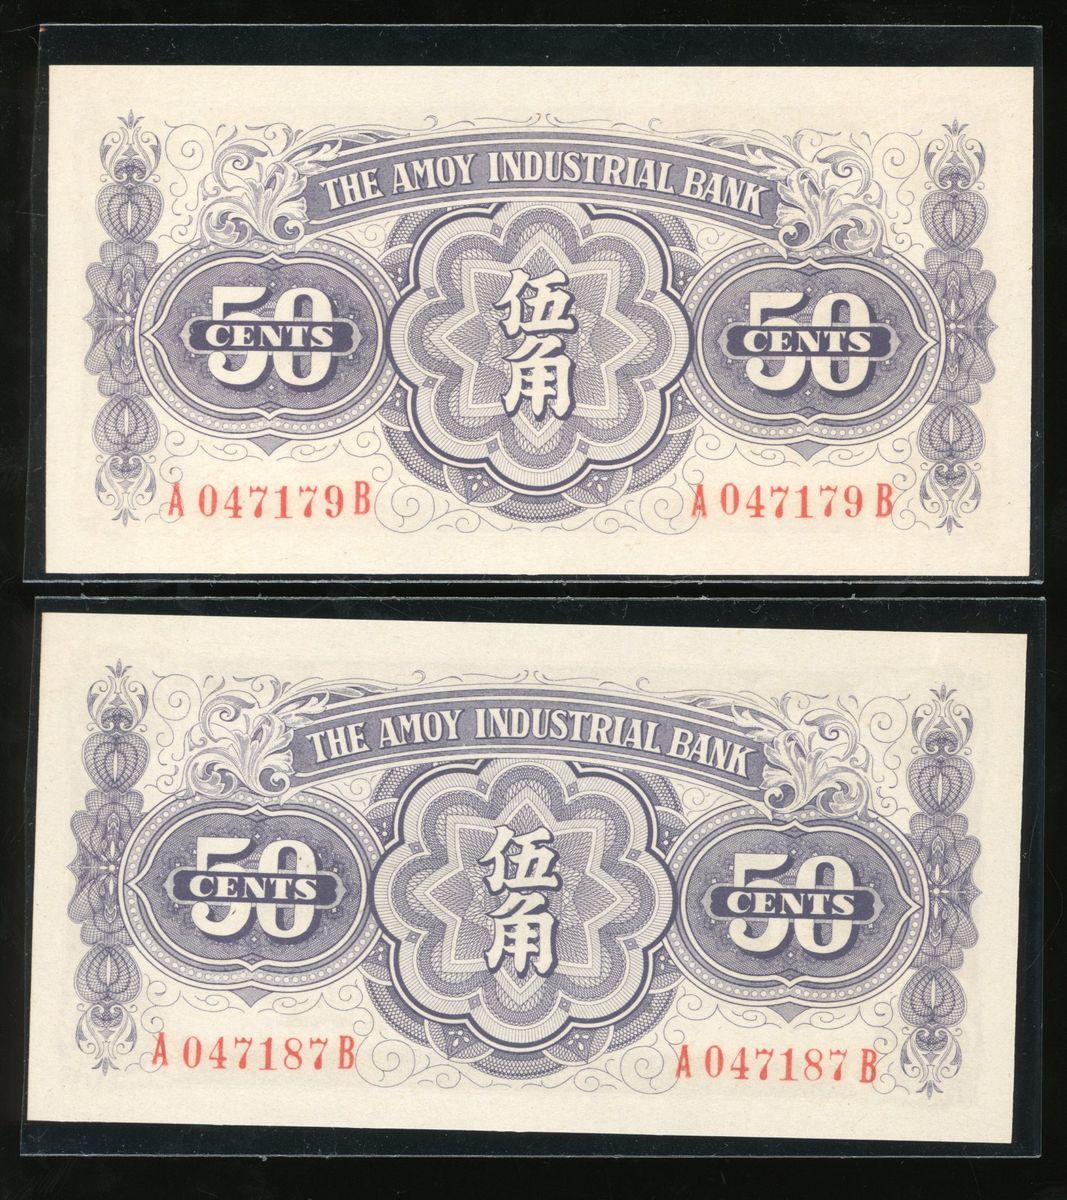 THE AMOY INDUSTRIAL BANK
50 CENTS
伍角
50 CENTS
A047179B
A047179B
THE AMOY INDUSTRIAL BANK
50 CENTS
伍角
50 CENTS
A047187B
A047187B